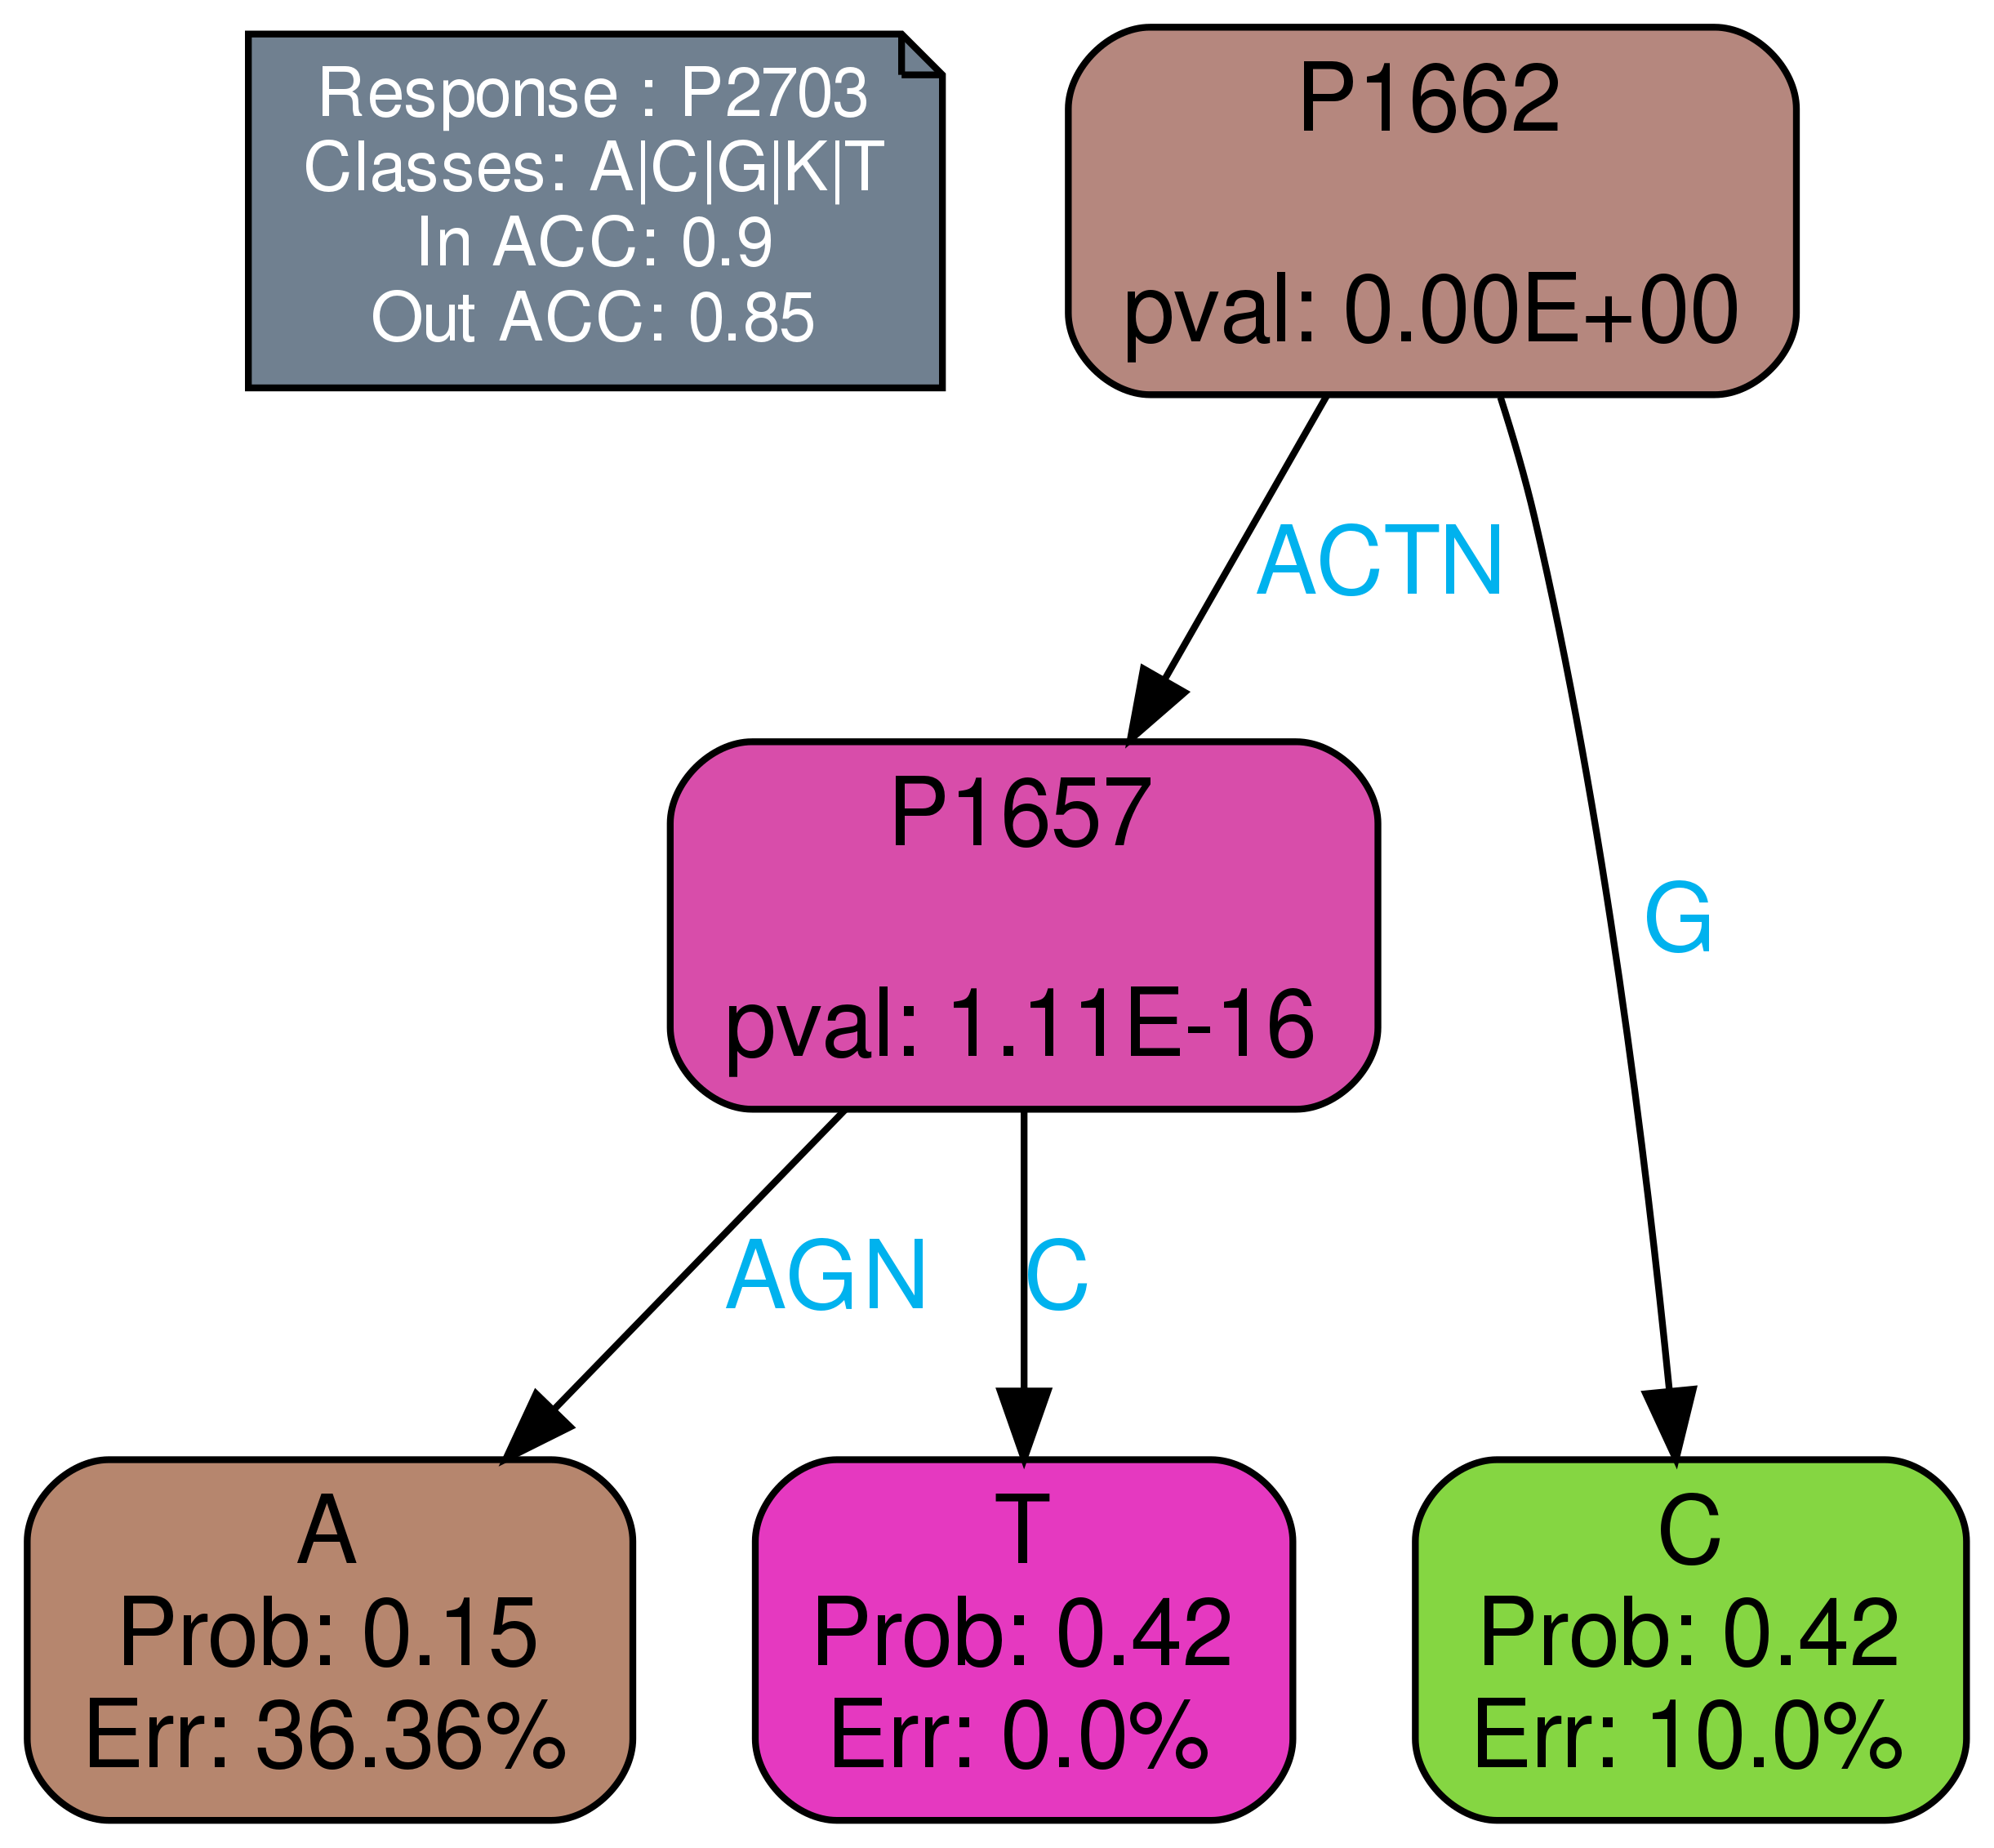 Response : P2703
Classes: A|C|G|K|T
In ACC: 0.9
Out ACC: 0.85
P1662
pval: 0.00E+00
ACTN
P1657
pval: 1.11E-16
G
AGN
C
A
Prob: 0.15
Err: 36.36%
T
Prob: 0.42
Err: 0.0%
C
Prob: 0.42
Err: 10.0%